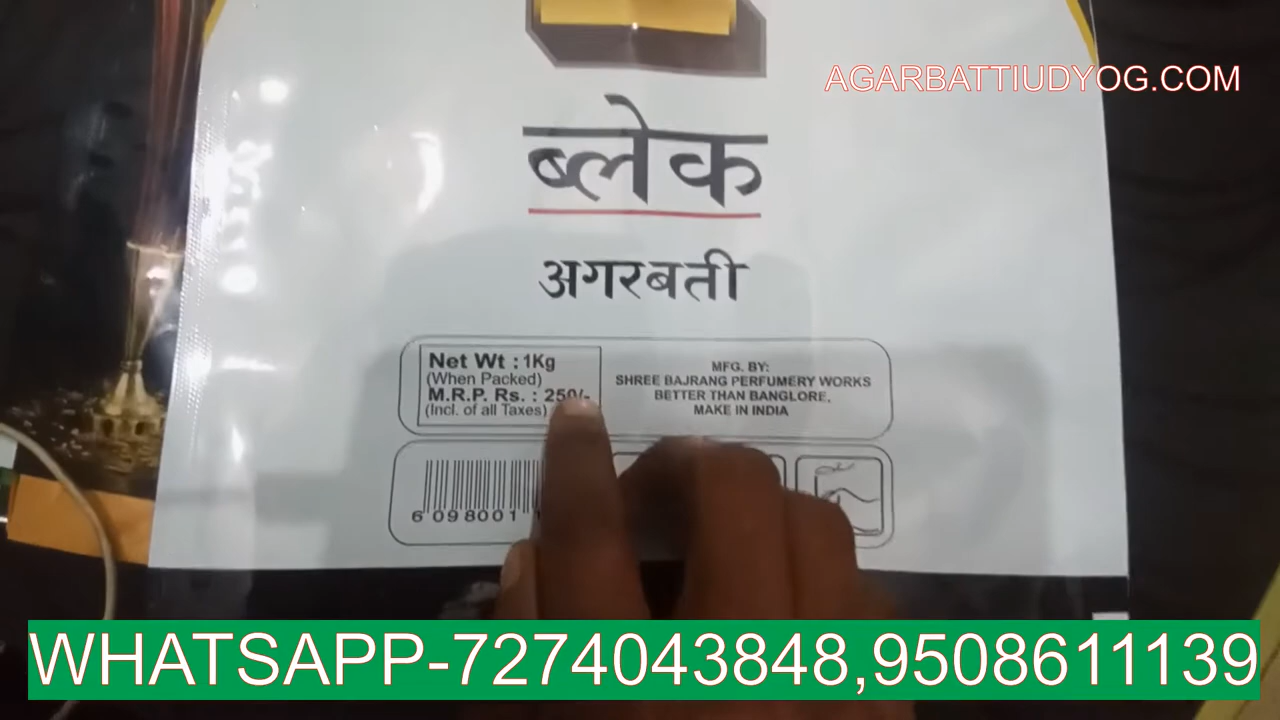 AGARBATTIUDYOG.COM
ब्लेक
अगरबती
Net Wt : 1Kg
(When Packed)
M.R.P. Rs. : 250/-
(Incl. of all Taxes)
MFG. BY:
SHREE BAJRANG PERFUMERY WORKS
BETTER THAN BANGLORE,
MAKE IN INDIA
6 098001
WHATSAPP-7274043848,9508611139